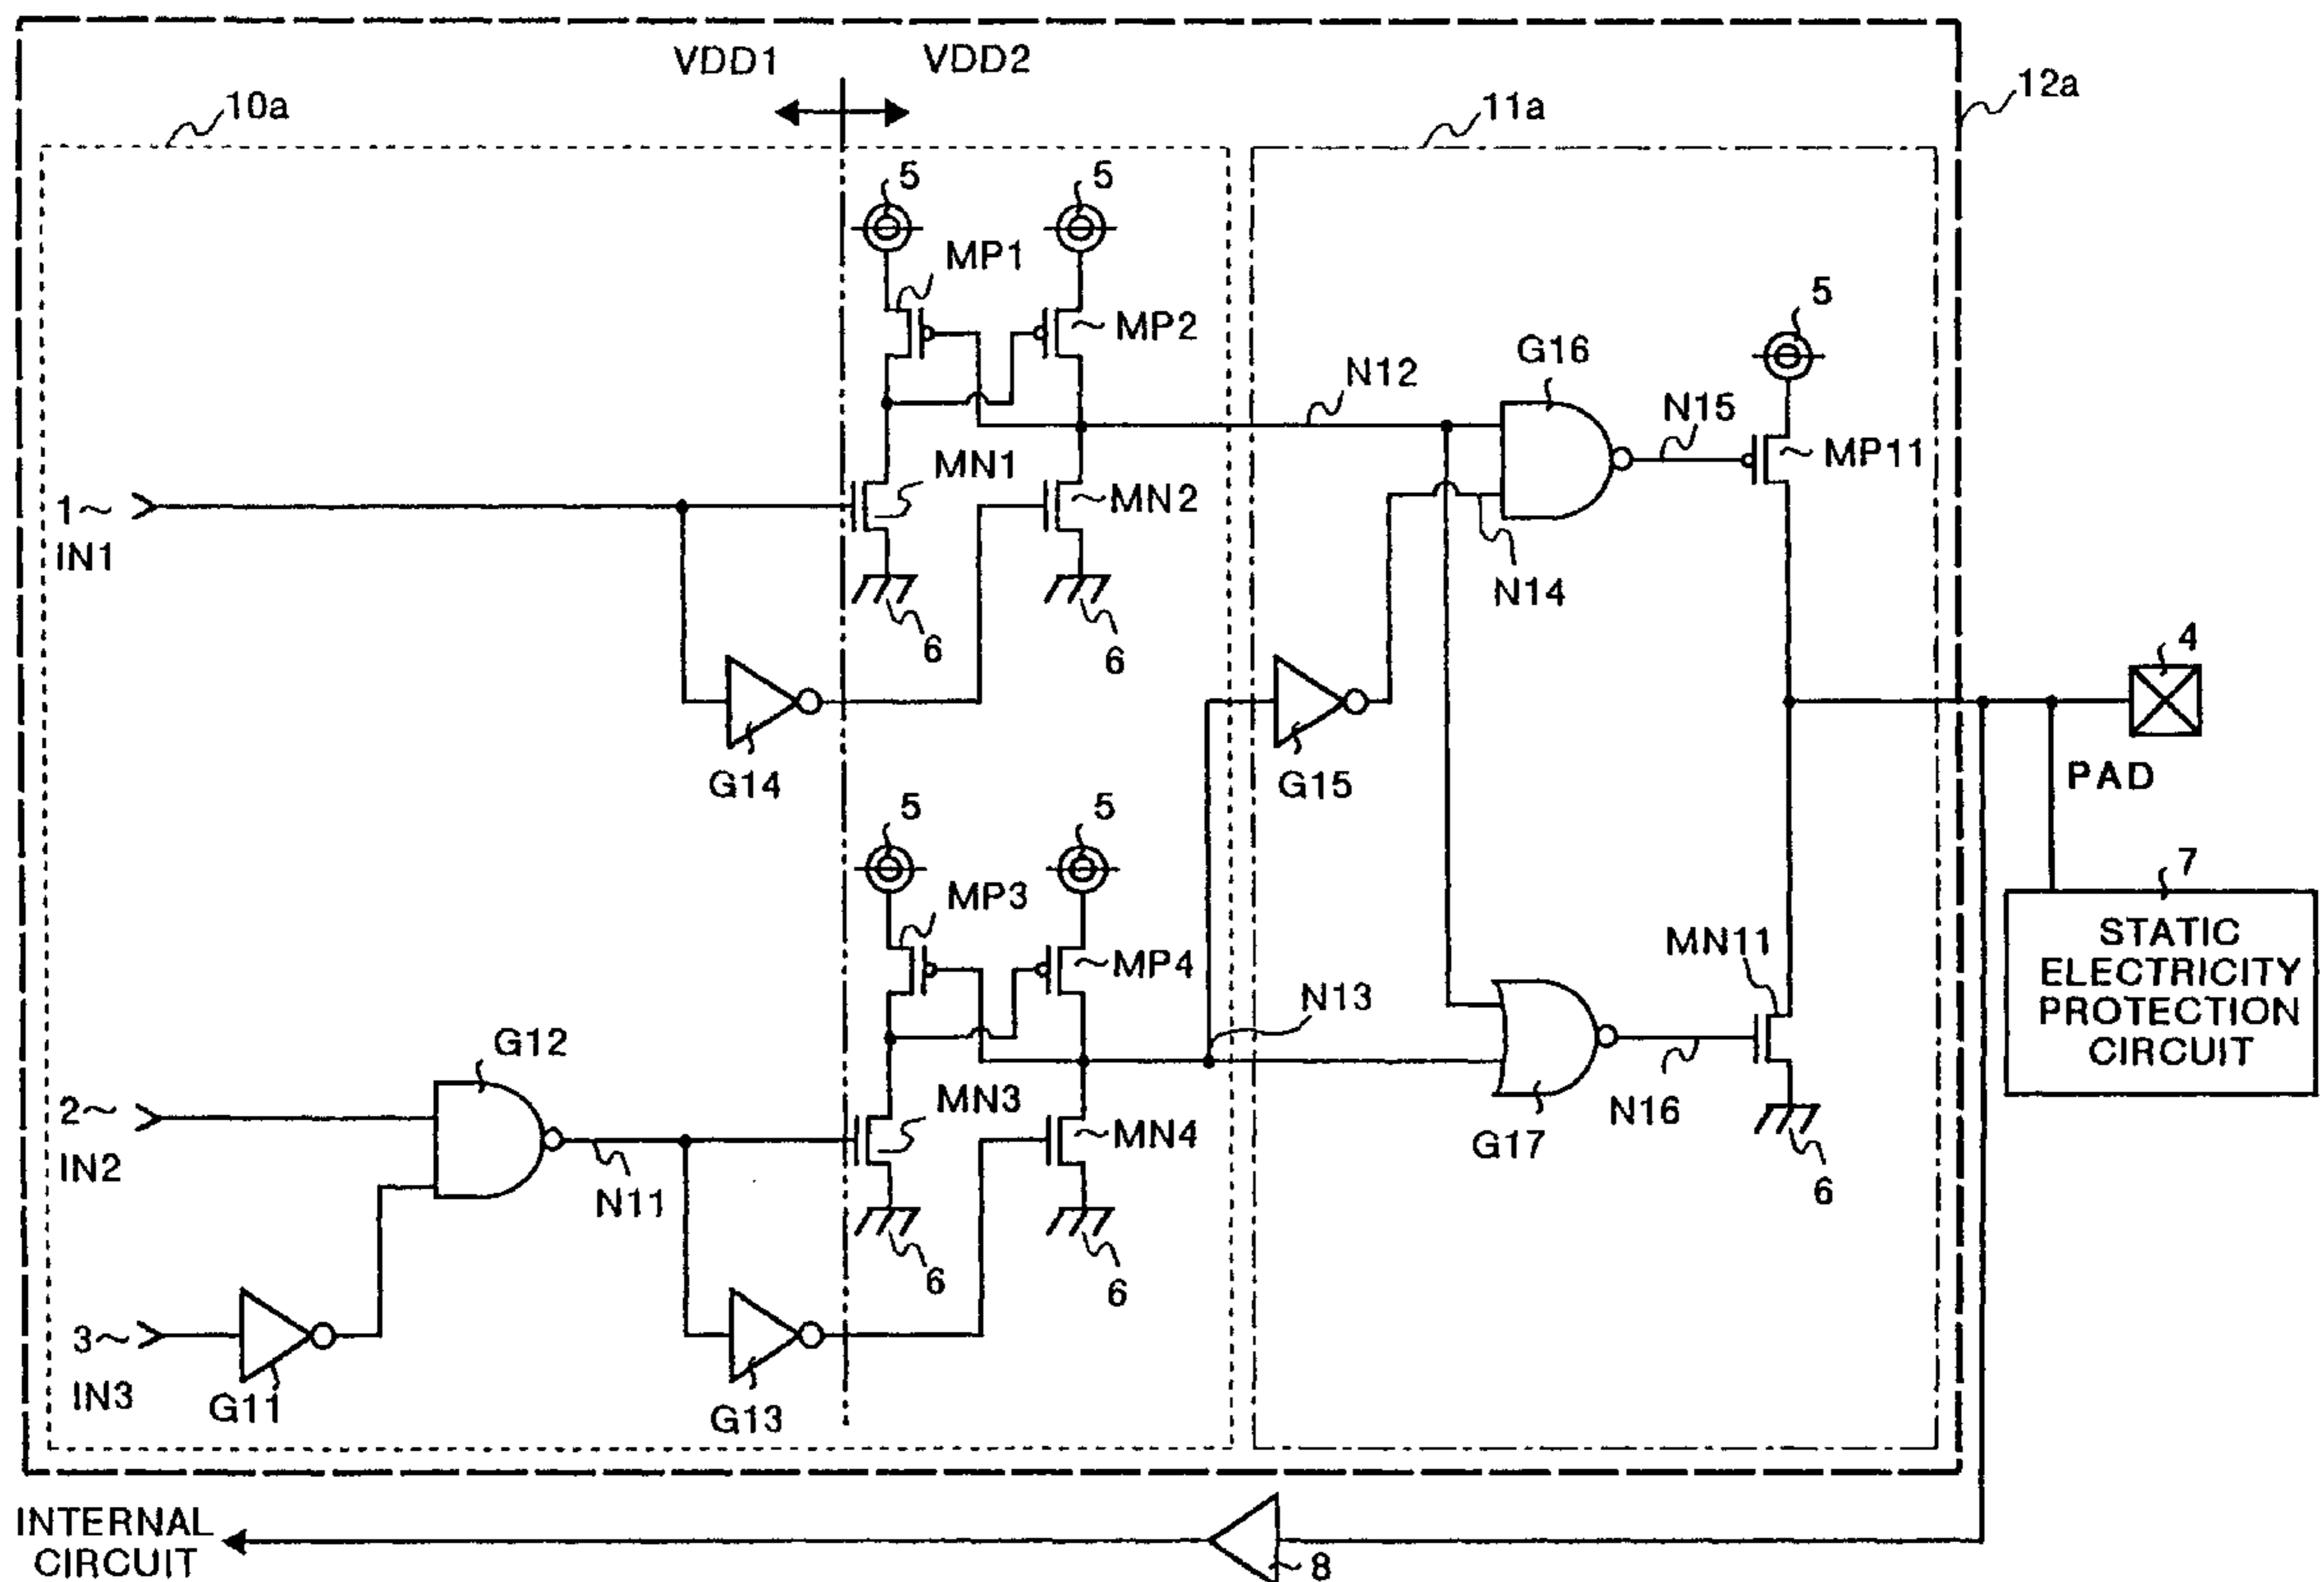 VDD1 VDD2
10a
11a
12a
5 5
MP1
MP2
5
G16
N12
N15
MP11
MN1
MN2
1
IN1
N14
6
6
4
G14
G15
PAD
5 5
7
MP3
STATIC
ELECTRICITY
PROTECTION
CIRCUIT
MN11
MP4
N13
G12
MN3
MN4
2
IN2
N11
G17
N16
6
6
6
3
IN3
G11
G13
INTERNAL
CIRCUIT
8